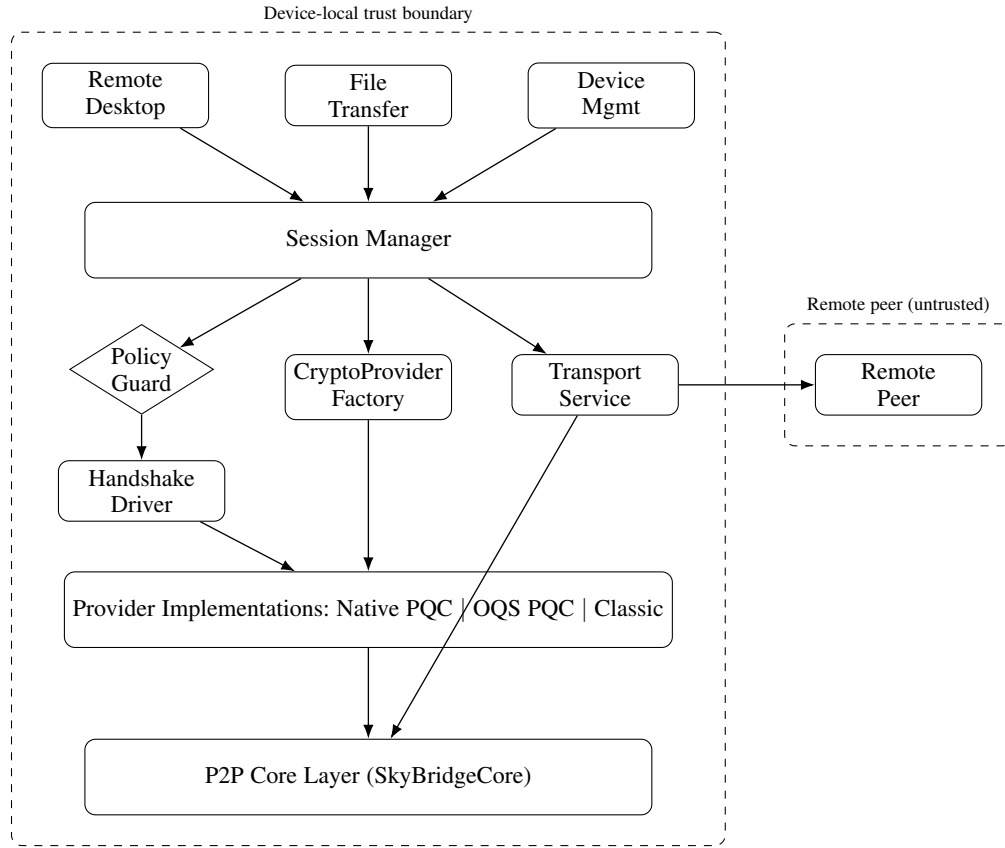 Device-local trust boundary
Remote
Desktop
File
Transfer
Device
Mgmt
Session Manager
Remote peer (untrusted)
Policy
Guard
CryptoProvider
Factory
Transport
Service
Remote
Peer
Handshake
Driver
Provider Implementations: Native PQC | OQS PQC | Classic
P2P Core Layer (SkyBridgeCore)